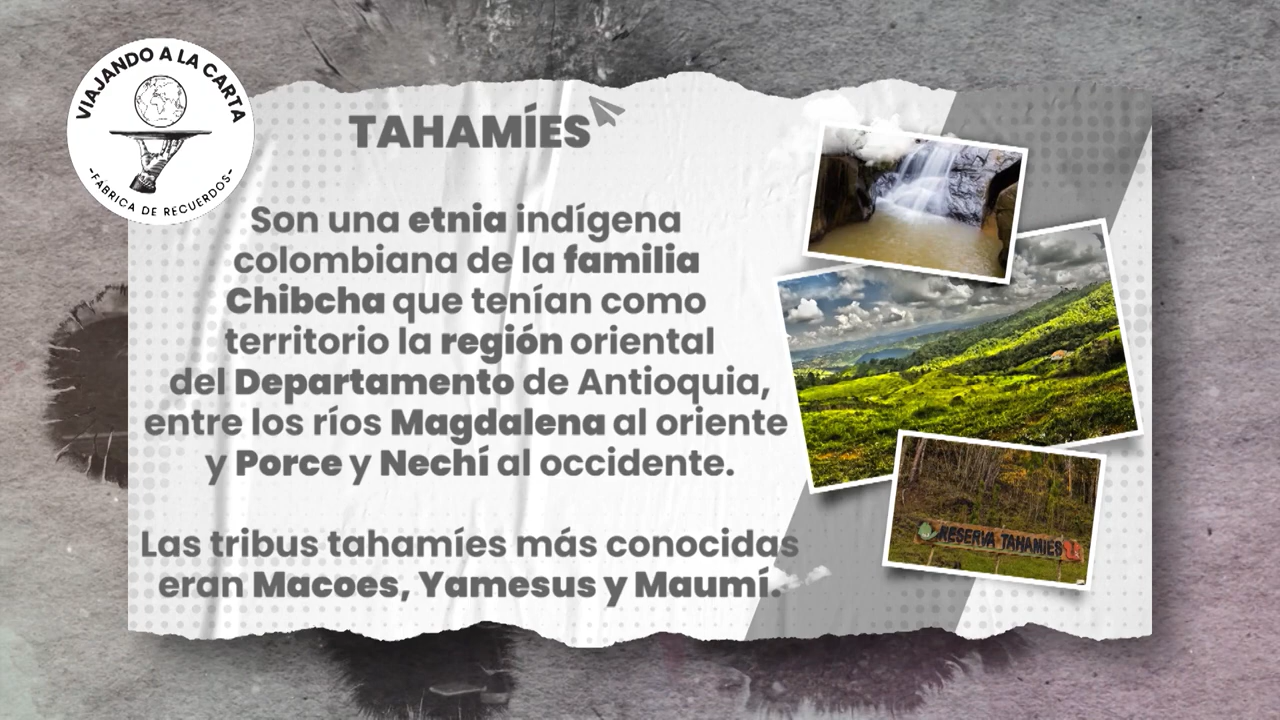 VIAJANDO A LA CARTA
-FÁBRICA DE RECUERDOS-
TAHAMÍES
Son una etnia indígena
colombiana de la familia
Chibcha que tenían como
territorio la región oriental
del Departamento de Antioquia,
entre los ríos Magdalena al oriente
y Porce y Nechí al occidente.
Las tribus tahamíes más conocidas
eran Macoes, Yamesus y Maumí.
RESERVA TAHAMIES